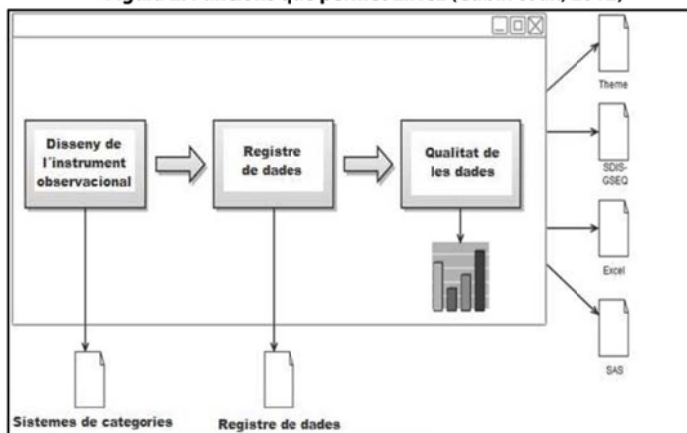 Disseny de
l´instrument
observacional
Registre
de dades
Qualitat de
les dades
Theme
SDIS-
GSEQ
Excel
SAS
Sistemes de categories
Registre de dades